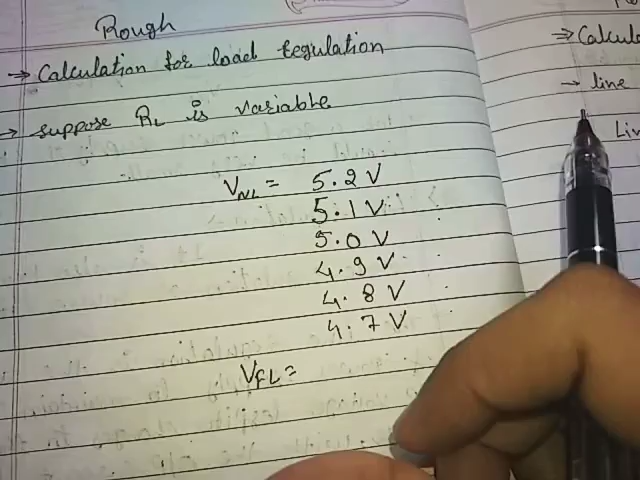 Rough
→ Calculation for load regulation
→ suppose RL is variable
VNL = 5.2 V
5.1 V
5.0 V
4.9 V
4.8 V
4.7 V
VFL =
⇒ Calcula
→ line
Lin